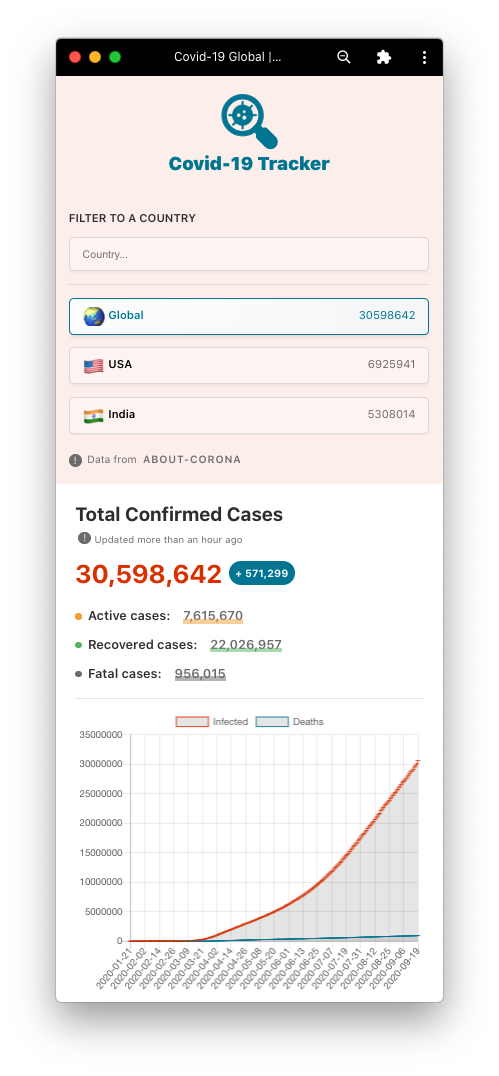 Covid-19 Global |...
Covid-19 Tracker
FILTER TO A COUNTRY
Country...
Global 30598642
USA 6925941
India 5308014
Data from ABOUT-CORONA
Total Confirmed Cases
Updated more than an hour ago
30,598,642 + 571,299
Active cases: 7,615,670
Recovered cases: 22,026,957
Fatal cases: 956,015
Infected Deaths
35000000
30000000
25000000
20000000
15000000
10000000
5000000
0
2020-01-21
2020-02-02
2020-02-14
2020-02-26
2020-03-09
2020-03-21
2020-04-02
2020-04-14
2020-04-26
2020-05-08
2020-05-20
2020-06-01
2020-06-13
2020-06-25
2020-07-07
2020-07-19
2020-07-31
2020-08-12
2020-08-25
2020-09-06
2020-09-19